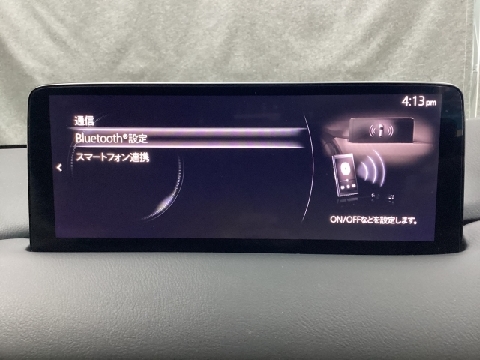 4:13pm
通信
Bluetooth®設定
スマートフォン連携
ON/OFFなどを設定します。